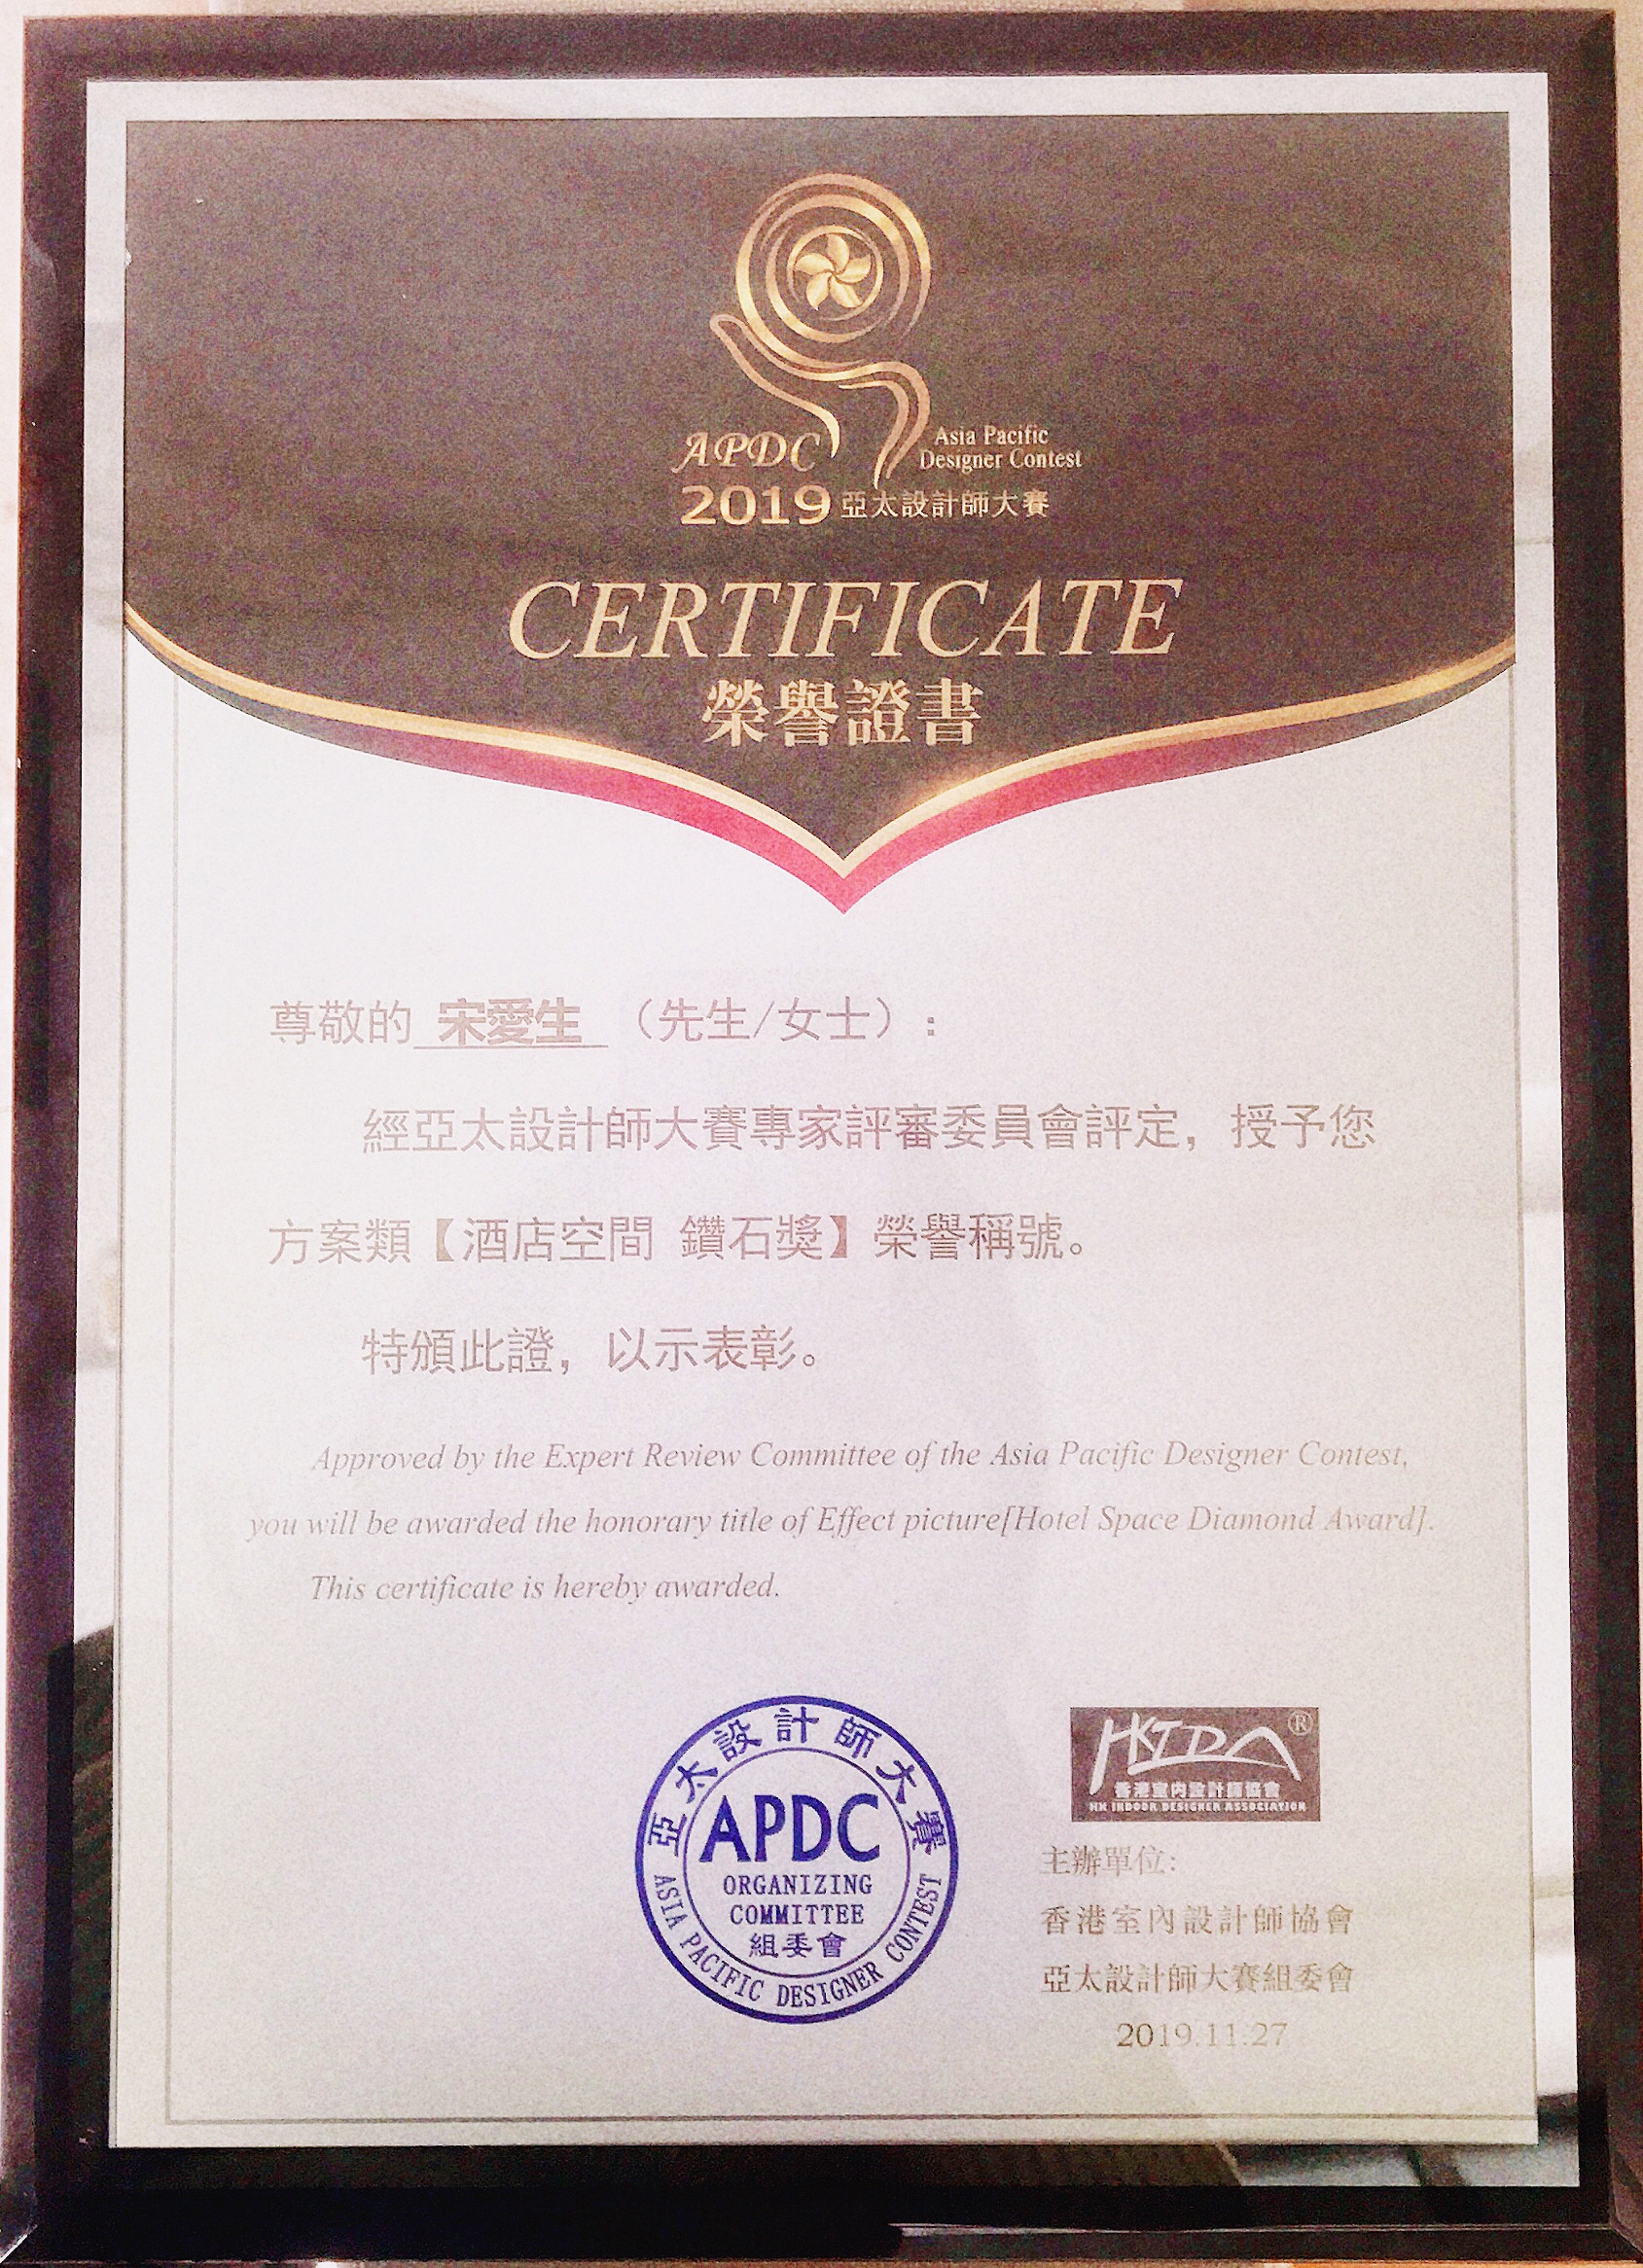 APDC
Asia Pacific
Designer Contest
2019 亞太設計師大賽
CERTIFICATE
榮譽證書
尊敬的 宋愛生 （先生/女士）：
經亞太設計師大賽專家評審委員會評定，授予您
方案類【酒店空間 鑽石獎】榮譽稱號。
特頒此證，以示表彰。
Approved by the Expert Review Committee of the Asia Pacific Designer Contest,
you will be awarded the honorary title of Effect picture[Hotel Space Diamond Award].
This certificate is hereby awarded.
亞太設計師大賽
APDC
ORGANIZING
COMMITTEE
組委會
ASIA PACIFIC DESIGNER CONTEST
HKIDA®
香港室内設計師協會
HK INDOOR DESIGNER ASSOCIATION
主辦單位:
香港室內設計師協會
亞太設計師大賽組委會
2019.11.27